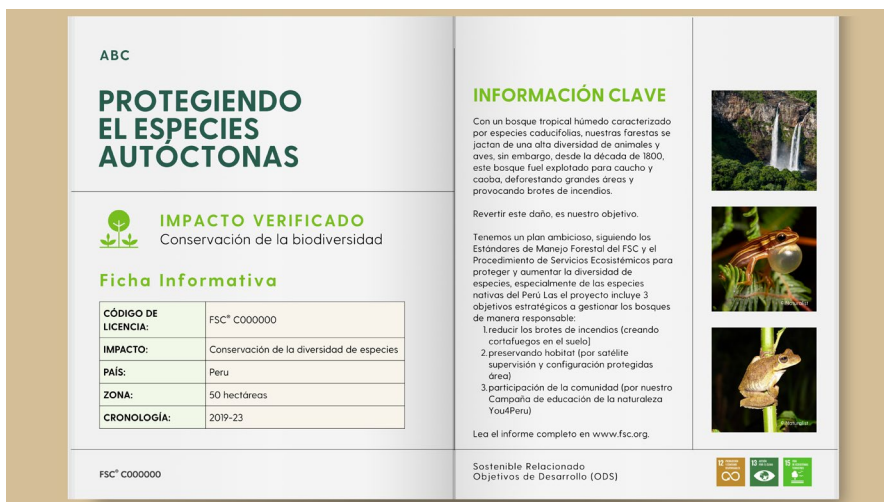 ABC
PROTEGIENDO
EL ESPECIES
AUTÓCTONAS
IMPACTO VERIFICADO
Conservación de la biodiversidad
Ficha Informativa
CÓDIGO DE
LICENCIA:
FSC® C000000
IMPACTO:
Conservación de la diversidad de especies
PAÍS:
Peru
ZONA:
50 hectáreas
CRONOLOGÍA:
2019-23
FSC® C000000
INFORMACIÓN CLAVE
Con un bosque tropical húmedo caracterizado
por especies caducifolias, nuestras farestas se
jactan de una alta diversidad de animales y
aves, sin embargo, desde la década de 1800,
este bosque fuel explotado para caucho y
caoba, deforestando grandes áreas y
provocando brotes de incendios.
Revertir este daño, es nuestro objetivo.
Tenemos un plan ambicioso, siguiendo los
Estándares de Manejo Forestal del FSC y el
Procedimiento de Servicios Ecosistémicos para
proteger y aumentar la diversidad de
especies, especialmente de las especies
nativas del Perú Las el proyecto incluye 3
objetivos estratégicos a gestionar los bosques
de manera responsable:
1. reducir los brotes de incendios (creando
cortafuegos en el suelo]
2. preservando hobitat (por satélite
supervisión y configuración protegidas
área)
3. participación de la comunidad (por nuestro
Campaña de educación de la naturaleza
You4Peru)
Lea el informe completo en www.fsc.org.
Sostenible Relacionado
Objetivos de Desarrollo (ODS)
12
13
15